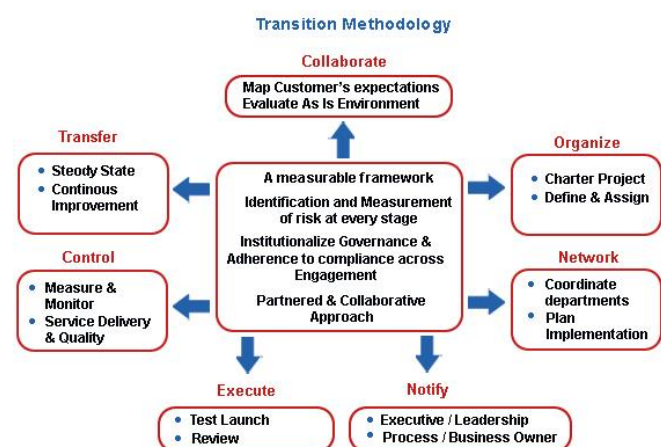 Transition Methodology
Collaborate
Map Customer's expectations
Evaluate As Is Environment
Transfer
Steady State
Continous
Improvement
Organize
Charter Project
Define & Assign
A measurable framework
Identification and Measurement
of risk at every stage
Institutionalize Governance &
Adherence to compliance across
Engagement
Partnered & Collaborative
Approach
Control
Measure &
Monitor
Service Delivery
& Quality
Network
Coordinate
departments
Plan
Implementation
Execute
Test Launch
Review
Notify
Executive / Leadership
Process / Business Owner